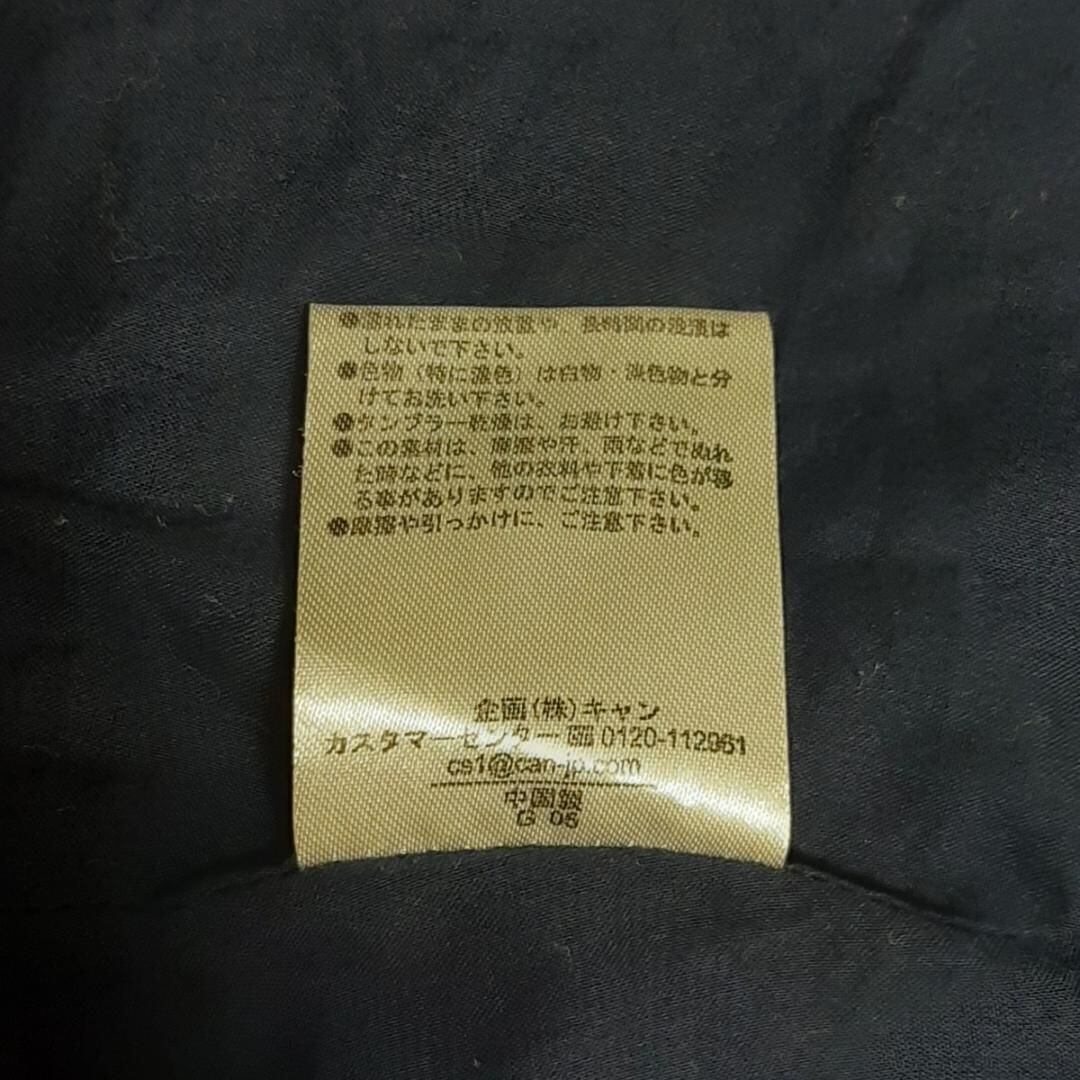 ●濡れたままの放置や、長時間の浸漬は
しないで下さい。
●色物（特に濃色）は白物・淡色物と分
けてお洗い下さい。
●タンブラー乾燥は、お避け下さい。
●この素材は、摩擦や汗、雨などでぬれ
た時などに、他の衣料や下着に色が移
る事がありますのでご注意下さい。
●摩擦や引っかけに、ご注意下さい。
企画(株)キャン
カスタマーセンター 0120-112961
cs1@can-jp.com
中国製
G 05